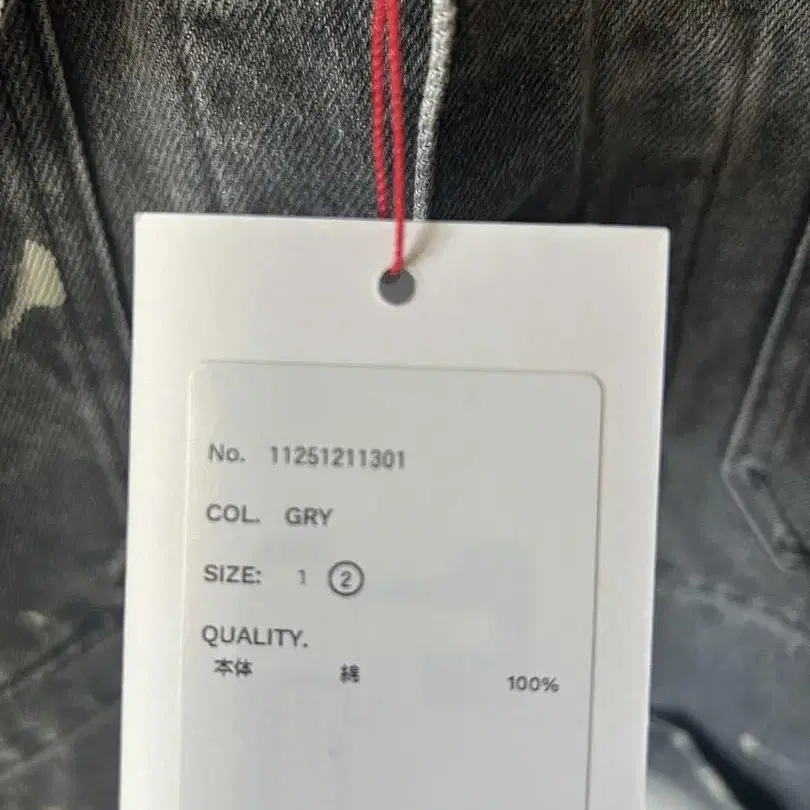 No. 11251211301
COL. GRY
SIZE: 1 ②
QUALITY.
本体 綿 100%